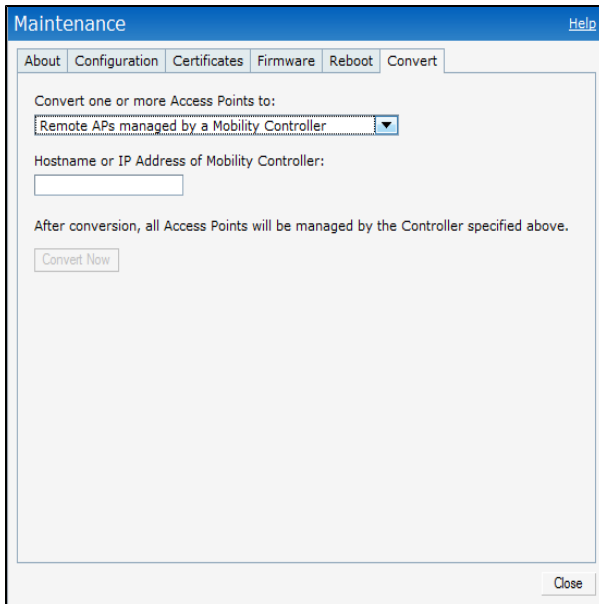 Maintenance Help
About Configuration Certificates Firmware Reboot Convert
Convert one or more Access Points to:
Remote APs managed by a Mobility Controller
Hostname or IP Address of Mobility Controller:
After conversion, all Access Points will be managed by the Controller specified above.
Convert Now
Close